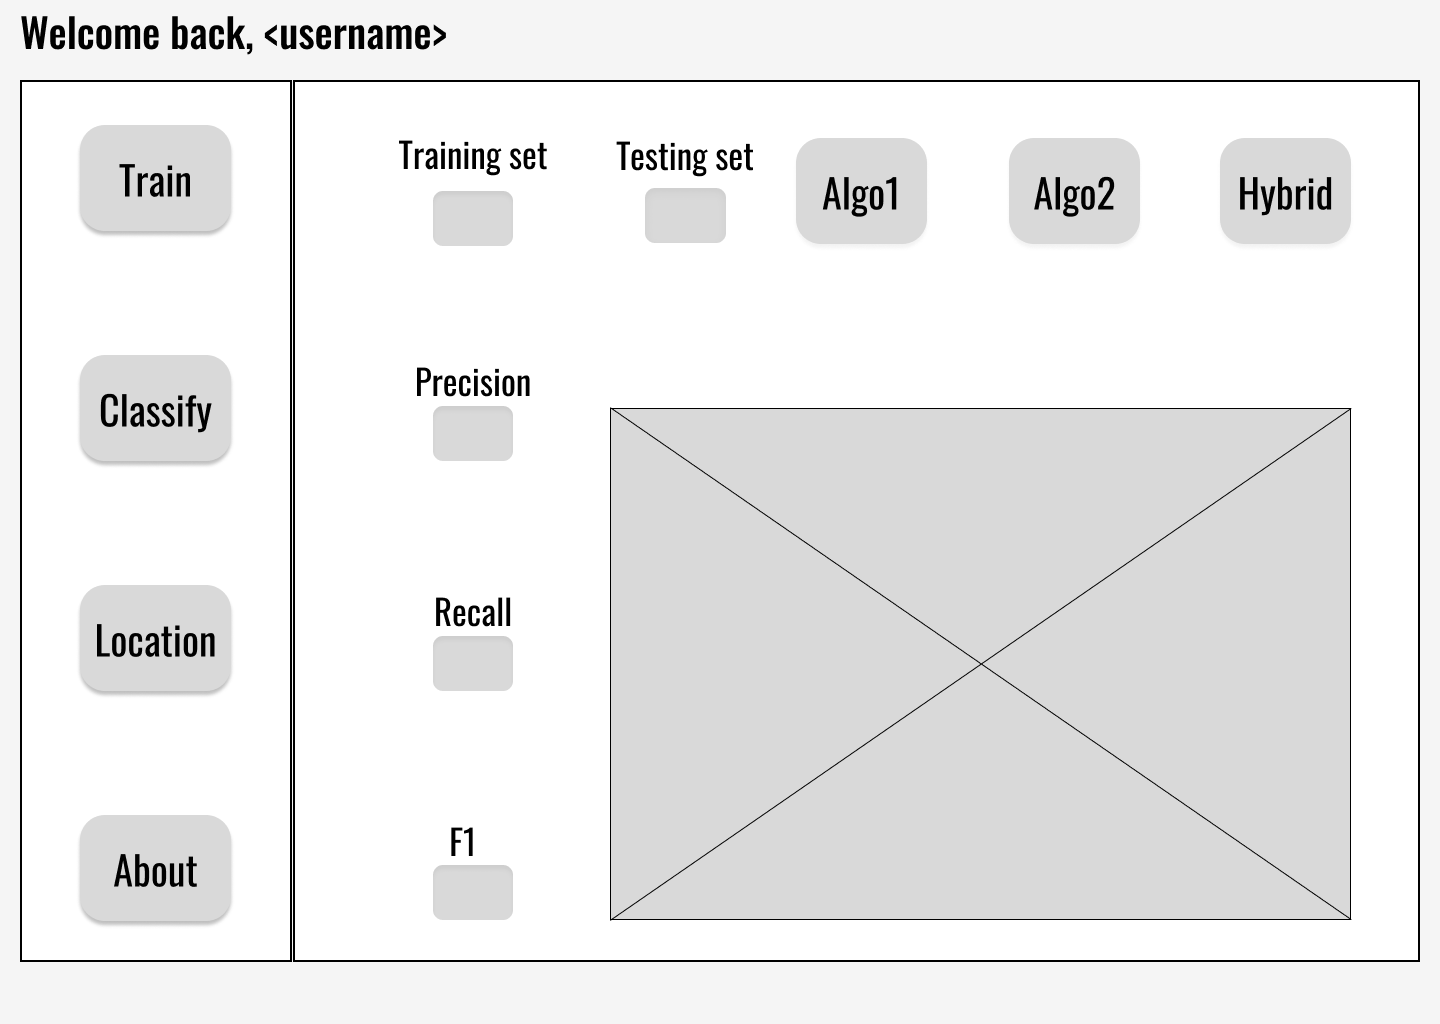 Welcome back, <username>
Train
Classify
Location
About
Training set
Testing set
Algo1
Algo2
Hybrid
Precision
Recall
F1